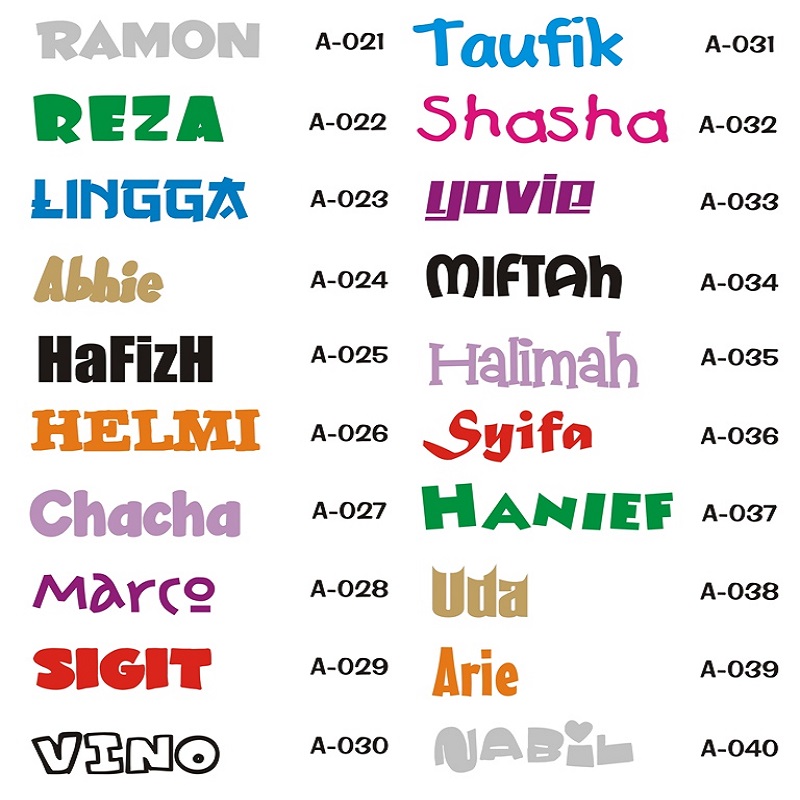 RAMON A-021
REZA A-022
LINGGA A-023
Abhie A-024
HaFizH A-025
HELMI A-026
Chacha A-027
Marco A-028
SIGIT A-029
VINO A-030
Taufik A-031
Shasha A-032
yovie A-033
MIFTAh A-034
Halimah A-035
Syifa A-036
HANIEF A-037
Uda A-038
Arie A-039
NABiL A-040